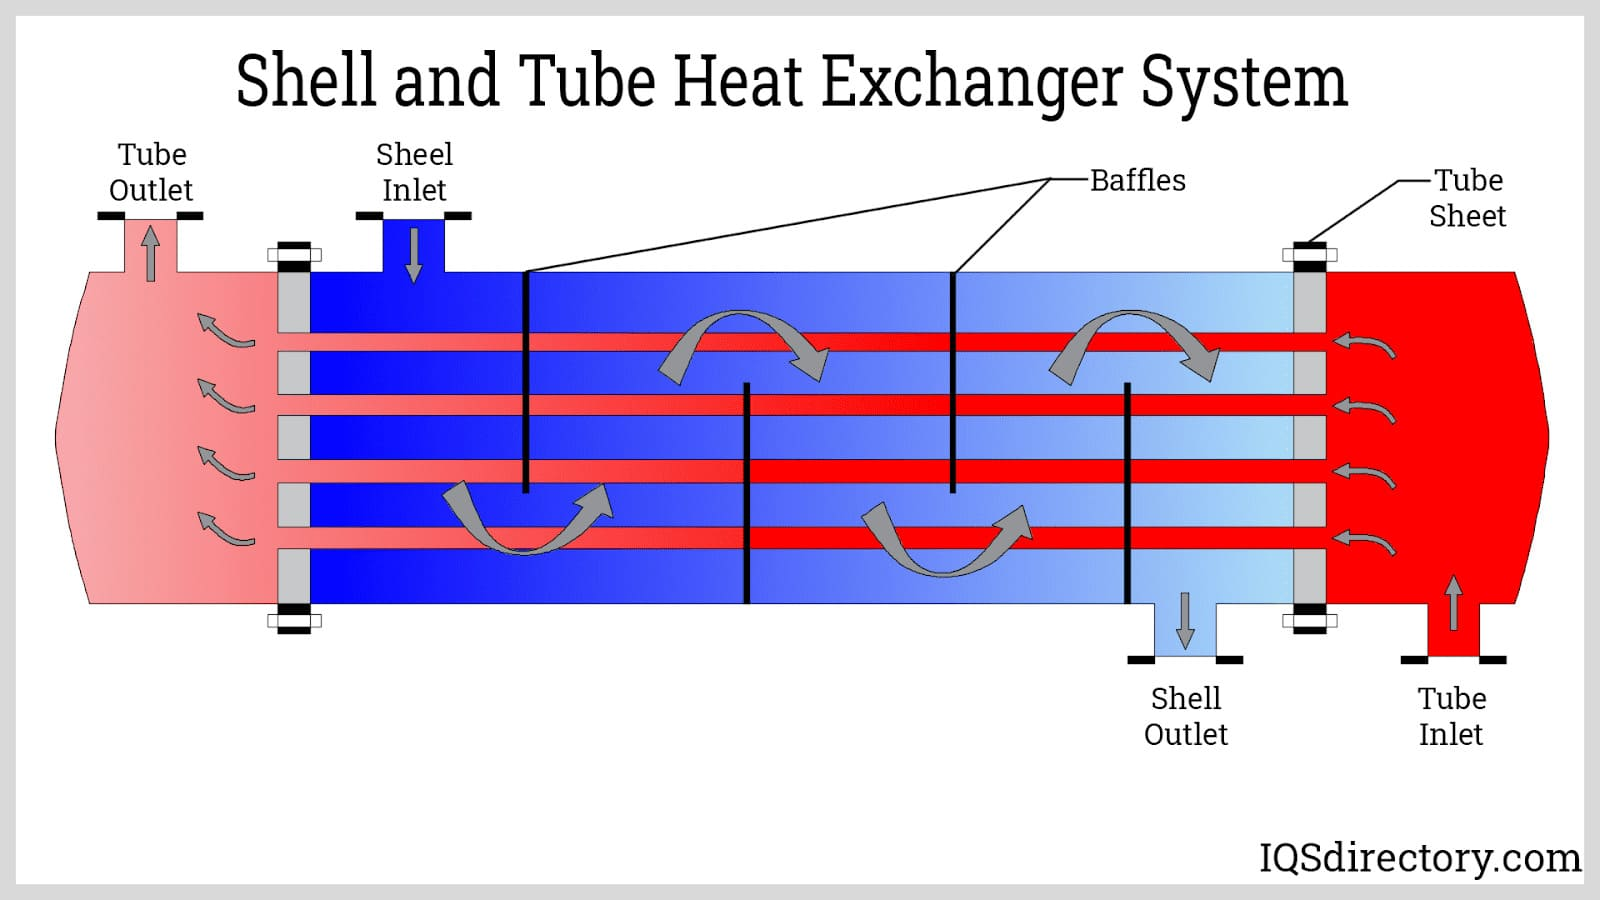 Shell and Tube Heat Exchanger System
Tube
Outlet
Sheel
Inlet
Baffles
Tube
Sheet
Shell
Outlet
Tube
Inlet
IQSdirectory.com